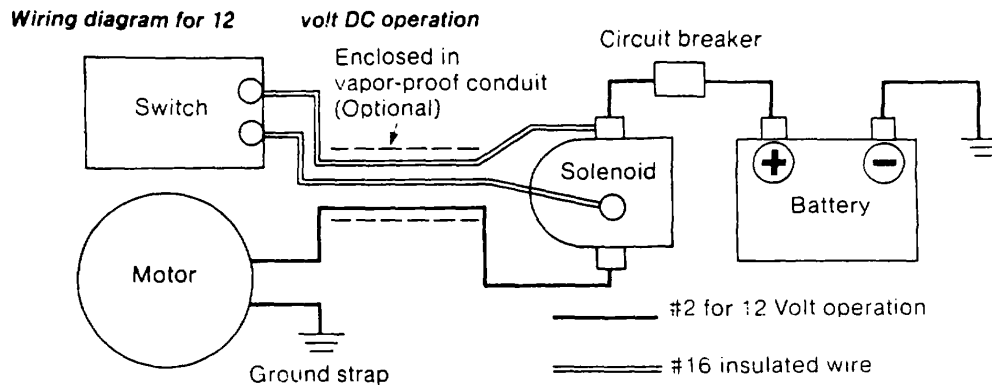 Wiring diagram for 12 volt DC operation
Circuit breaker
Enclosed in
vapor-proof conduit
(Optional)
Switch
Solenoid
+
−
Battery
Motor
#2 for 12 Volt operation
Ground strap
#16 insulated wire